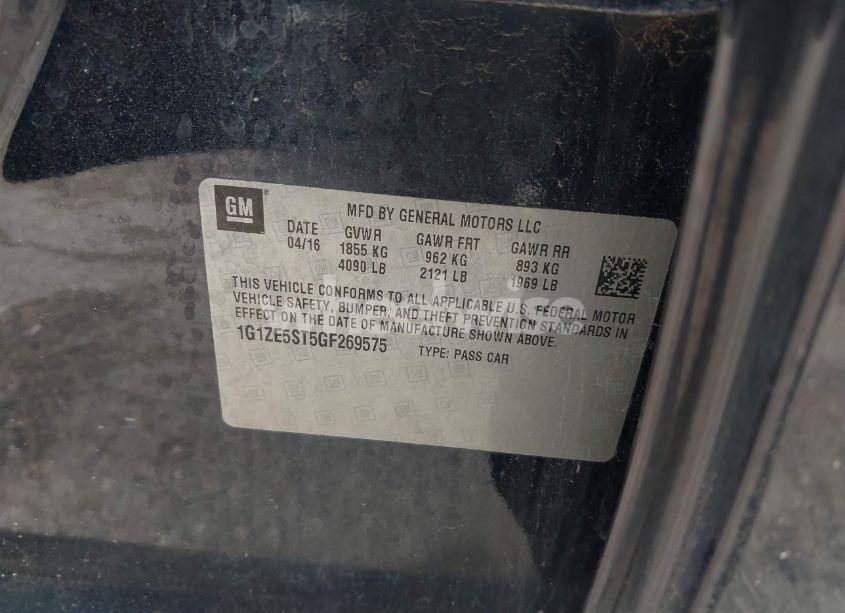 GM
MFD BY GENERAL MOTORS LLC
DATE GVWR GAWR FRT GAWR RR
04/16 1855 KG 962 KG 893 KG
4090 LB 2121 LB 1969 LB
THIS VEHICLE CONFORMS TO ALL APPLICABLE U.S. FEDERAL MOTOR
VEHICLE SAFETY, BUMPER, AND THEFT PREVENTION STANDARDS IN
EFFECT ON THE DATE OF MANUFACTURE SHOWN ABOVE.
1G1ZE5ST5GF269575 TYPE: PASS CAR